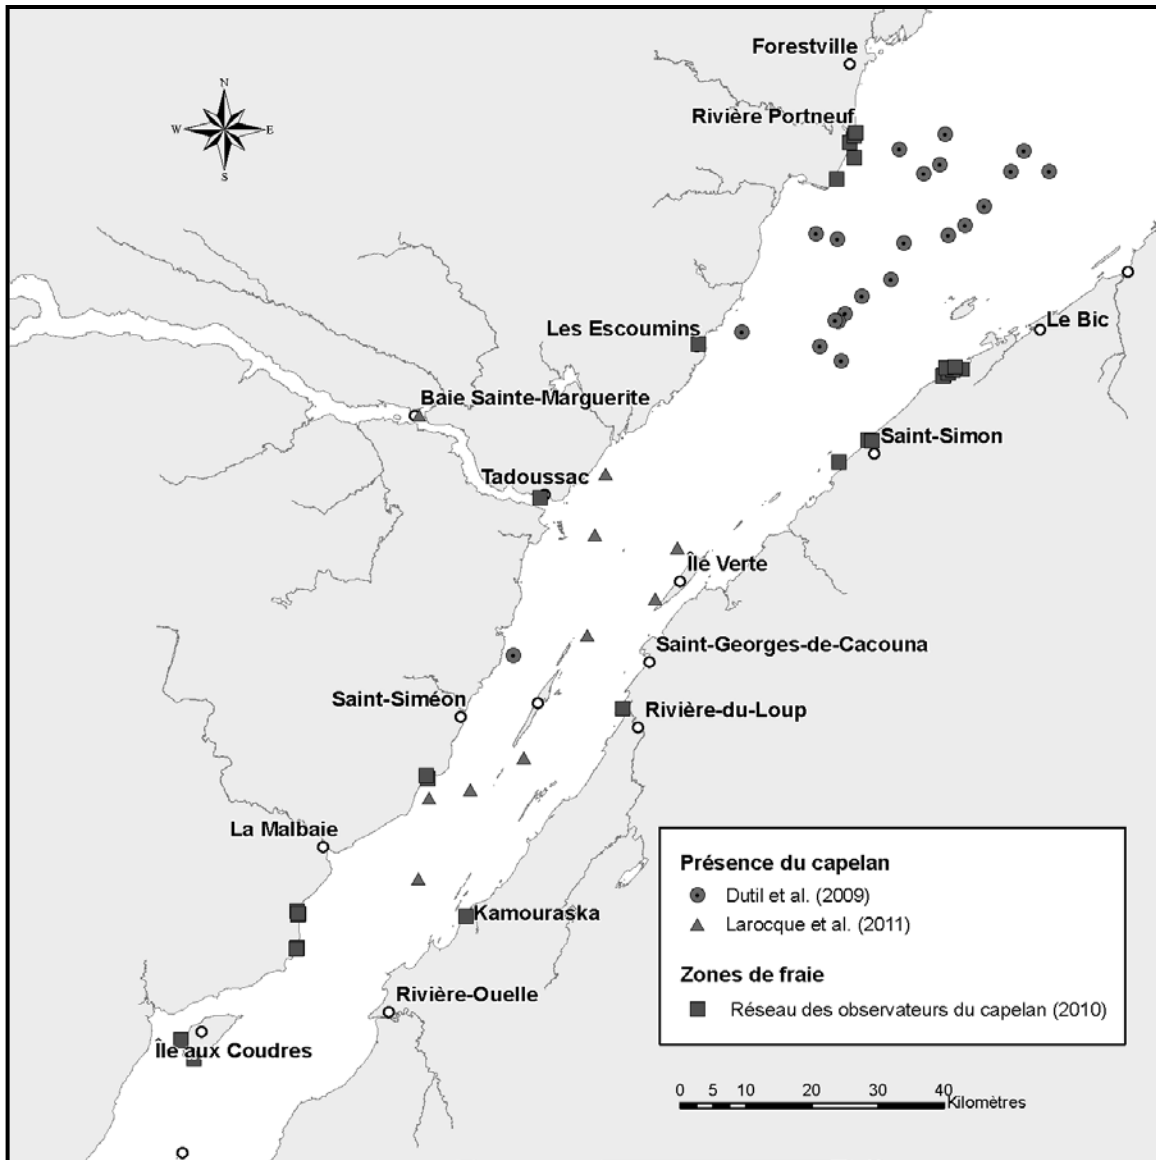 Forestville
N
W
E
S
Rivière Portneuf
Les Escoumins
Le Bic
Baie Sainte-Marguerite
Saint-Simon
Tadoussac
Île Verte
Saint-Georges-de-Cacouna
Saint-Siméon
Rivière-du-Loup
La Malbaie
Présence du capelan
Dutil et al. (2009)
Larocque et al. (2011)
Kamouraska
Zones de fraie
Rivière-Ouelle
Réseau des observateurs du capelan (2010)
Île aux Coudres
0 5 10 20 30 40
Kilomètres